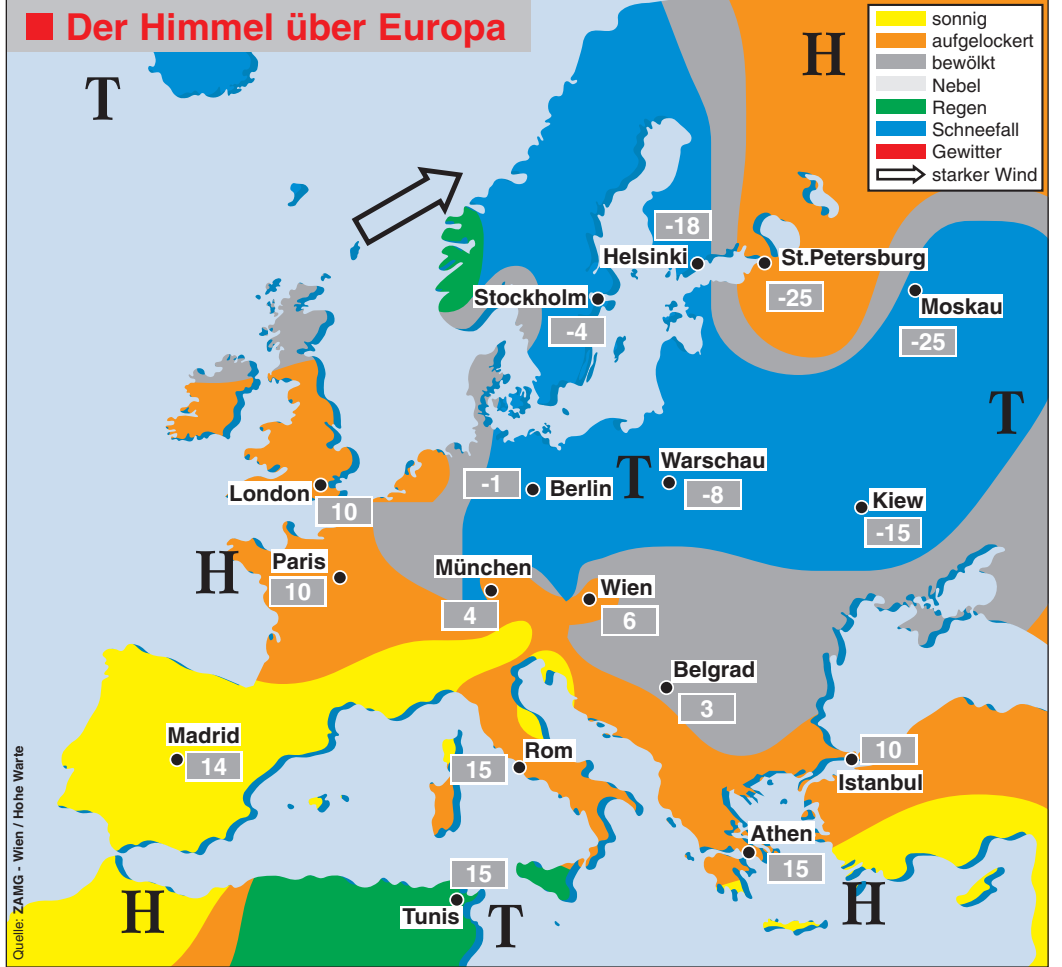 Der Himmel über Europa
sonnig
aufgelockert
bewölkt
Nebel
Regen
Schneefall
Gewitter
starker Wind
H
T
-18
Helsinki
St.Petersburg
-25
Stockholm
-4
Moskau
-25
T
T
Warschau
-8
-1
Berlin
London
10
Kiew
-15
H
Paris
10
München
4
Wien
6
Belgrad
3
Madrid
14
Rom
15
10
Istanbul
Athen
15
15
Tunis
H
T
H
Quelle: ZAMG - Wien / Hohe Warte